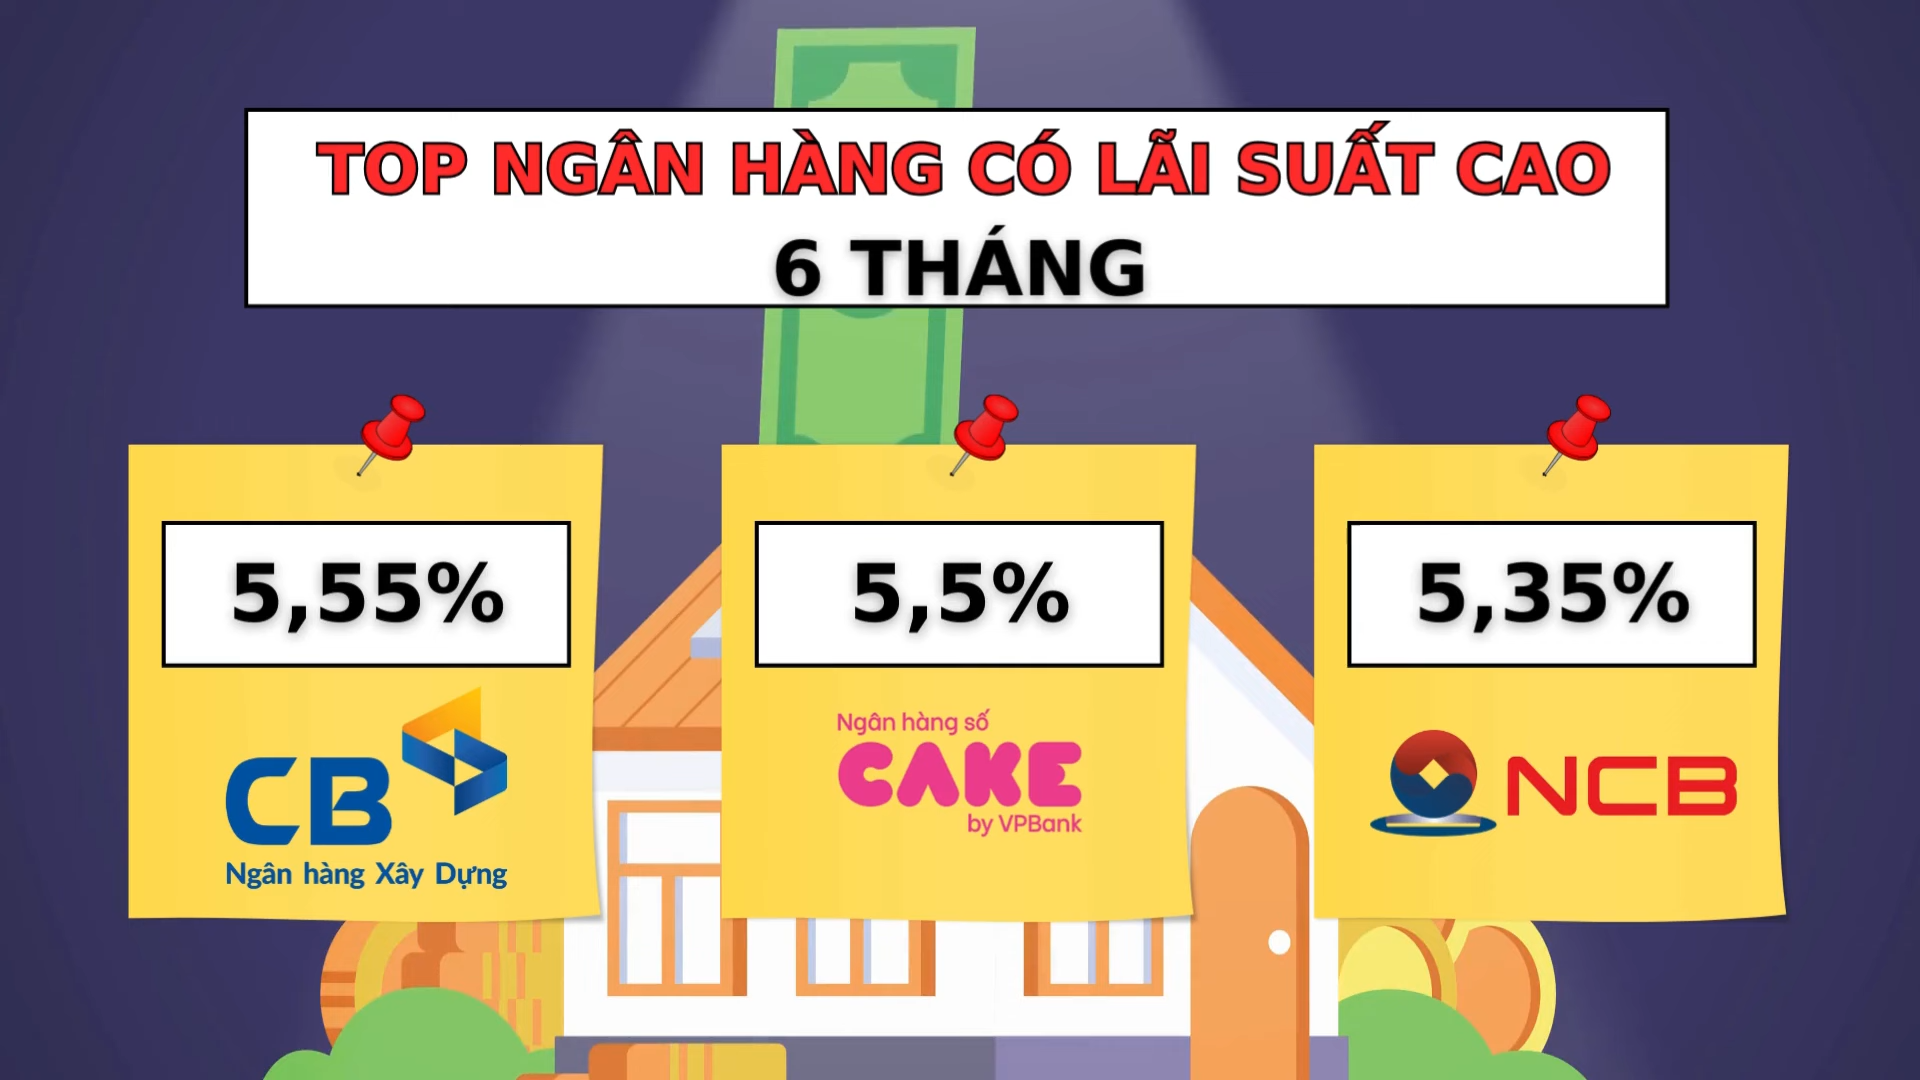 TOP NGÂN HÀNG CÓ LÃI SUẤT CAO
6 THÁNG
5,55%
CB
Ngân hàng Xây Dựng
5,5%
Ngân hàng số
CAKE
by VPBank
5,35%
NCB